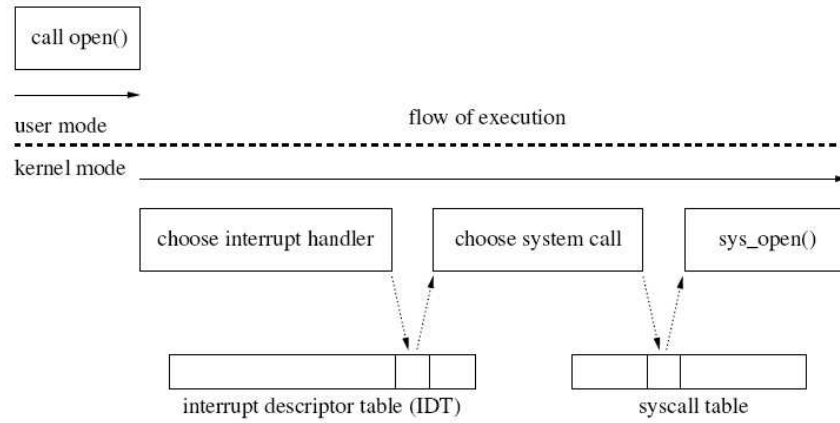 call open()
user mode
flow of execution
kernel mode
choose interrupt handler
choose system call
sys_open()
interrupt descriptor table (IDT)
syscall table